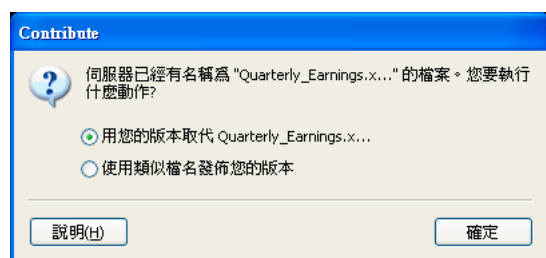 Contribute
伺服器已經有名稱為 "Quarterly_Earnings.x..." 的檔案。您要執行
什麼動作?
用您的版本取代 Quarterly_Earnings.x...
使用類似檔名發佈您的版本
說明(H)
確定